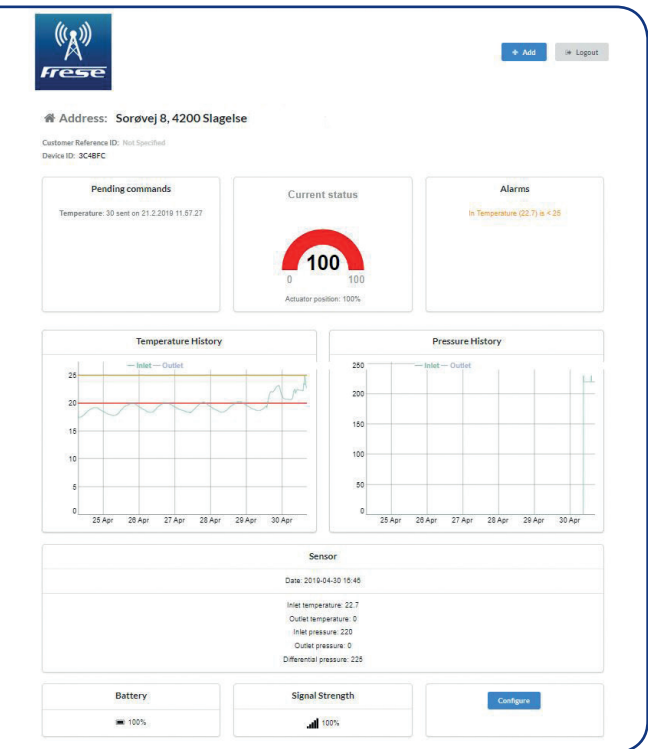 Frese
Add
Logout
Address: Sorøvej 8, 4200 Slagelse
Customer Reference ID: Not Specified
Device ID: 3C4BFC
Pending commands
Temperature: 30 sent on 21.2.2019 11.57.27
Current status
100
0 100
Actuator position: 100%
Alarms
In Temperature (22.7) is < 25
Temperature History
Inlet Outlet
25
20
15
10
5
0
25 Apr 26 Apr 27 Apr 28 Apr 29 Apr 30 Apr
Pressure History
Inlet Outlet
250
200
150
100
50
0
25 Apr 26 Apr 27 Apr 28 Apr 29 Apr 30 Apr
Sensor
Date: 2019-04-30 16:46
Inlet temperature: 22.7
Outlet temperature: 0
Inlet pressure: 220
Outlet pressure: 0
Differential pressure: 225
Battery
100%
Signal Strength
100%
Configure